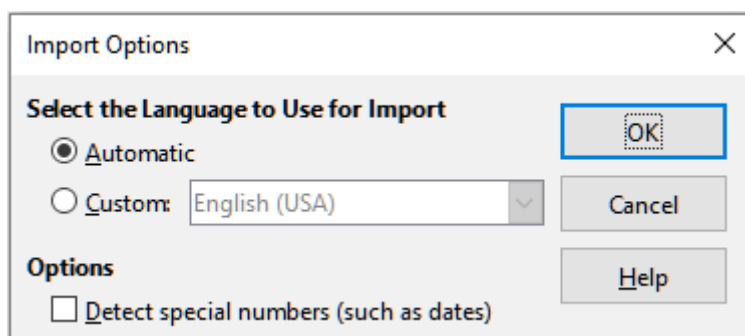 Import Options
Select the Language to Use for Import
OK
Automatic
Custom: English (USA)
Cancel
Options
Help
Detect special numbers (such as dates)